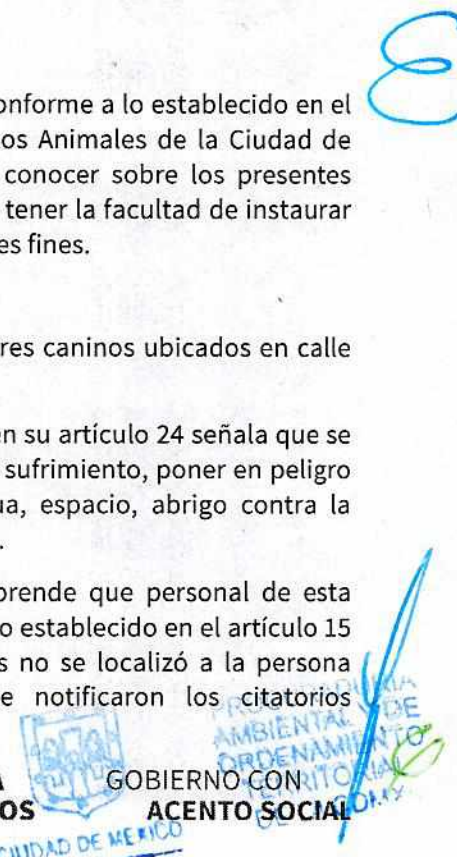 onforme a lo establecido en el
os Animales de la Ciudad de
conocer sobre los presentes
tener la facultad de instaurar
es fines.
res caninos ubicados en calle
en su artículo 24 señala que se
sufrimiento, poner en peligro
ua, espacio, abrigo contra la
prende que personal de esta
o establecido en el artículo 15
s no se localizó a la persona
e notificaron los citatorios
AMBIENTAL Y DE
ORDENAMIENTO
A GOBIERNO CON
OS ACENTO SOCIAL
CIUDAD DE MÉXICO